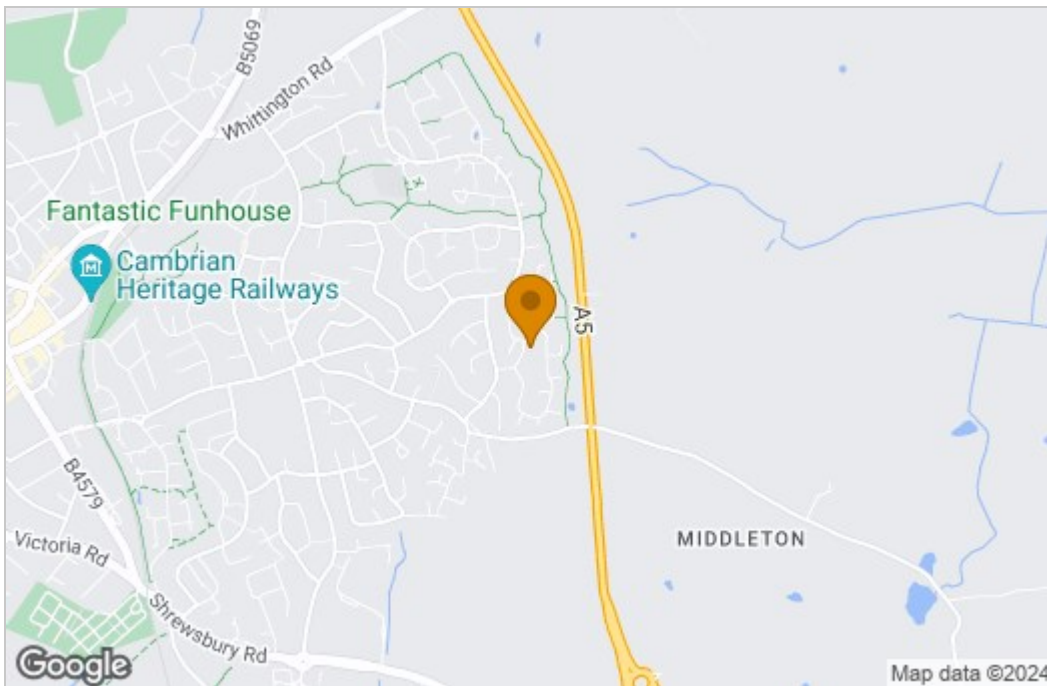 B5069
Whittington Rd
Fantastic Funhouse
Cambrian
Heritage Railways
A5
B4579
Victoria Rd
MIDDLETON
Shrewsbury Rd
Google
Map data ©2024